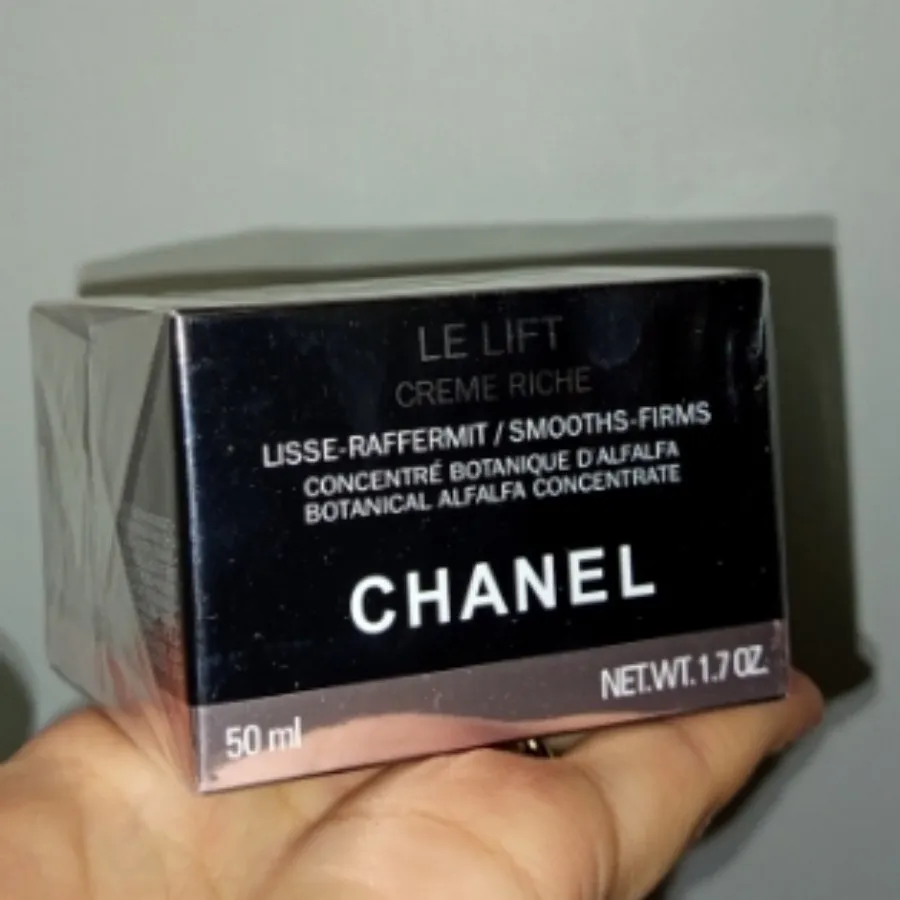 LE LIFT
CREME RICHE
LISSE-RAFFERMIT / SMOOTHS-FIRMS
CONCENTRÉ BOTANIQUE D'ALFALFA
BOTANICAL ALFALFA CONCENTRATE
CHANEL
NET.WT. 1.7 OZ.
50 ml